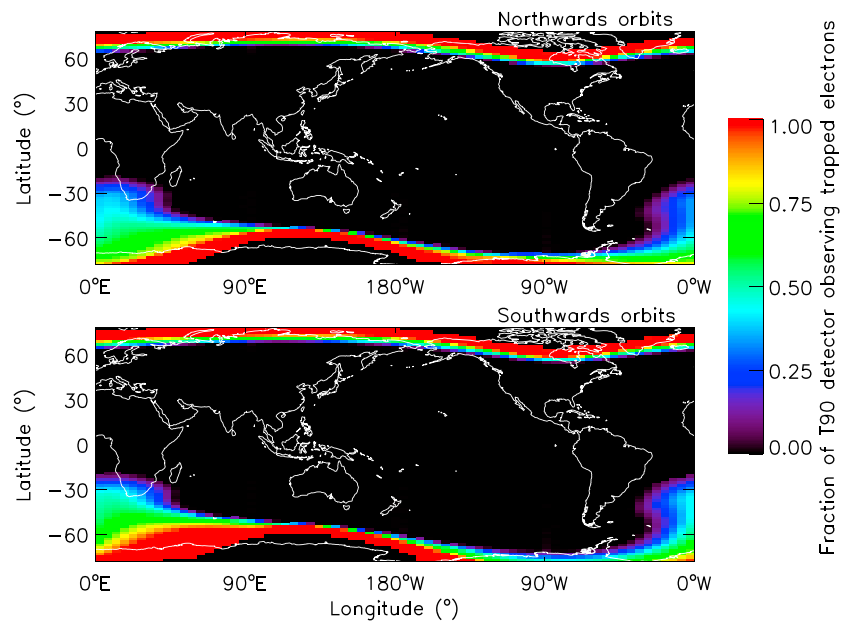 Northwards orbits
60
30
0
−30
−60
Latitude (°)
0°E
90°E
180°W
90°W
0°W
Southwards orbits
60
30
0
−30
−60
Latitude (°)
0°E
90°E
180°W
90°W
0°W
Longitude (°)
1.00
0.75
0.50
0.25
0.00
Fraction of T90 detector observing trapped electrons